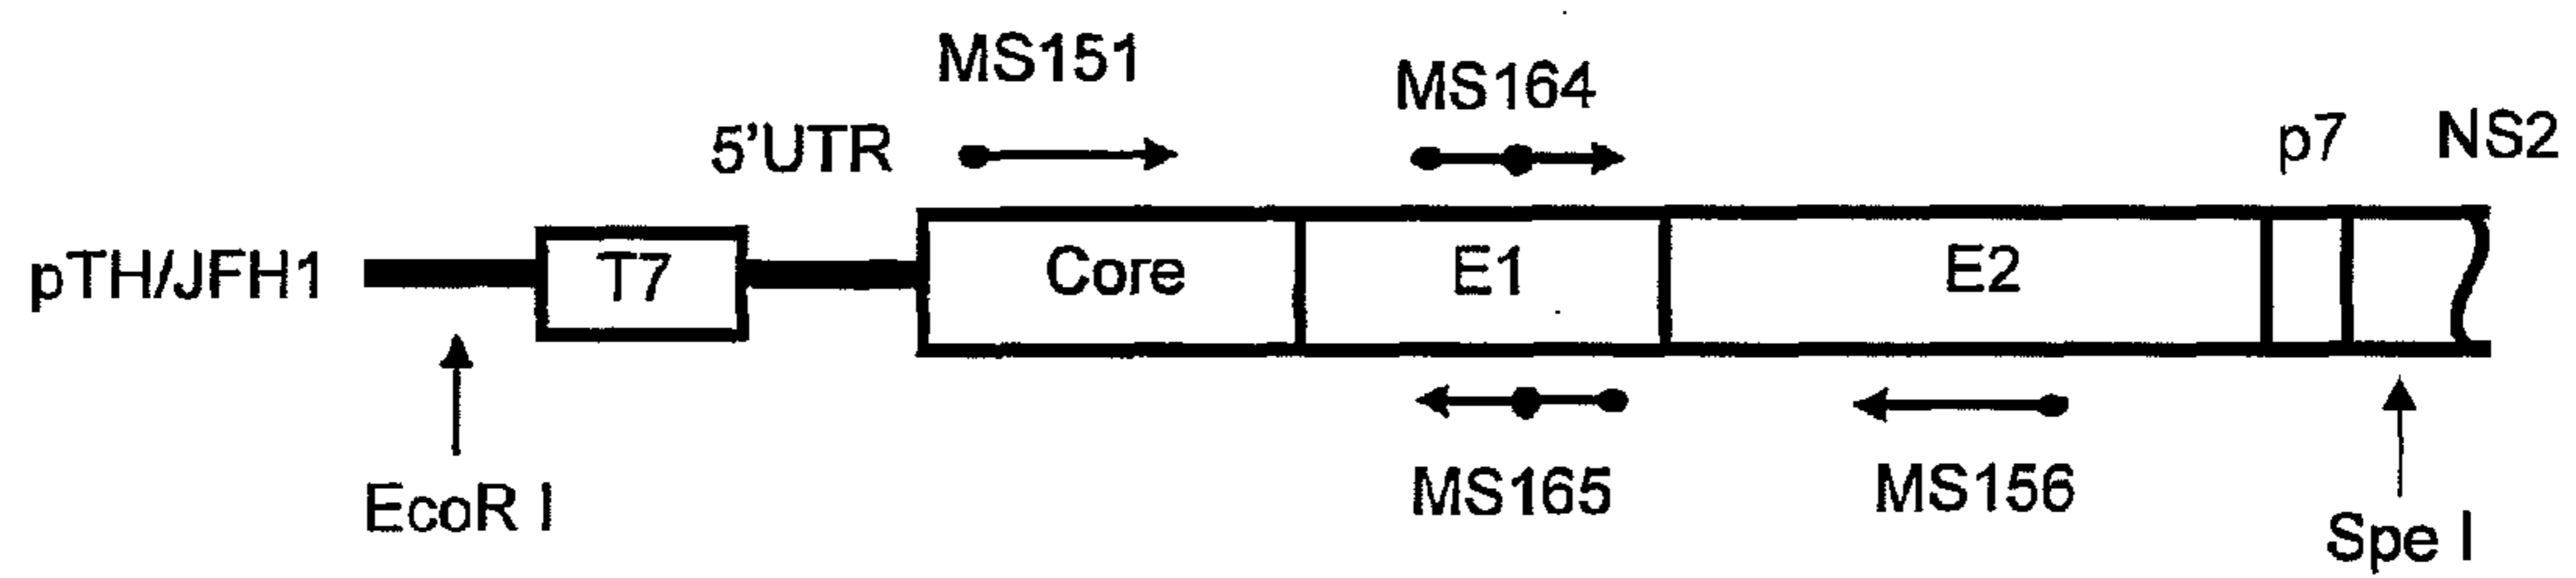 MS151
MS164
5'UTR
p7
NS2
pTH/JFH1
T7
Core
E1
E2
EcoR I
MS165
MS156
Spe I